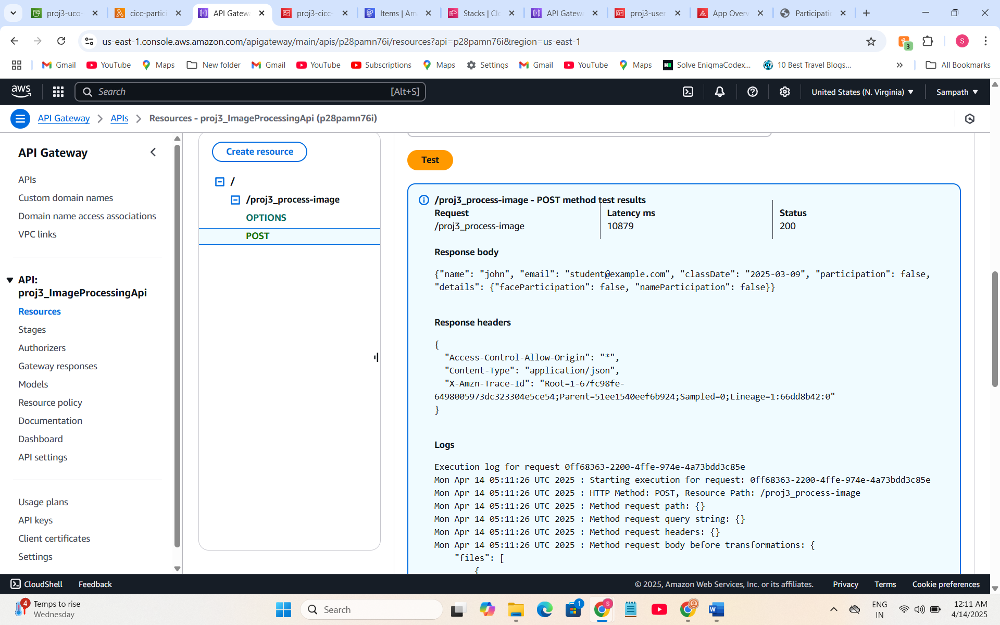 proj3-uco-
cicc-partici
API Gatewa
proj3-cicc-
Items | Am
Stacks | Clo
API Gatewa
proj3-user
App Overv
Participatio
us-east-1.console.aws.amazon.com/apigateway/main/apis/p28pamn76i/resources?api=p28pamn76i&region=us-east-1
3
S
Gmail
YouTube
Maps
New folder
Gmail
YouTube
Subscriptions
Maps
Settings
Gmail
YouTube
Maps
Solve EnigmaCodex...
10 Best Travel Blogs...
All Bookmarks
aws
Search
[Alt+S]
United States (N. Virginia)
Sampath
API Gateway
APIs
Resources - proj3_ImageProcessingApi (p28pamn76i)
API Gateway
APIs
Custom domain names
Domain name access associations
VPC links
API:
proj3_ImageProcessingApi
Resources
Stages
Authorizers
Gateway responses
Models
Resource policy
Documentation
Dashboard
API settings
Usage plans
API keys
Client certificates
Settings
Create resource
/
/proj3_process-image
OPTIONS
POST
Test
/proj3_process-image - POST method test results
Request
/proj3_process-image
Latency ms
10879
Status
200
Response body
{"name": "john", "email": "student@example.com", "classDate": "2025-03-09", "participation": false,
"details": {"faceParticipation": false, "nameParticipation": false}}
Response headers
{
"Access-Control-Allow-Origin": "*",
"Content-Type": "application/json",
"X-Amzn-Trace-Id": "Root=1-67fc98fe-
6498005973dc323304e5ce54;Parent=51ee1540eef6b924;Sampled=0;Lineage=1:66dd8b42:0"
}
Logs
Execution log for request 0ff68363-2200-4ffe-974e-4a73bdd3c85e
Mon Apr 14 05:11:26 UTC 2025 : Starting execution for request: 0ff68363-2200-4ffe-974e-4a73bdd3c85e
Mon Apr 14 05:11:26 UTC 2025 : HTTP Method: POST, Resource Path: /proj3_process-image
Mon Apr 14 05:11:26 UTC 2025 : Method request path: {}
Mon Apr 14 05:11:26 UTC 2025 : Method request query string: {}
Mon Apr 14 05:11:26 UTC 2025 : Method request headers: {}
Mon Apr 14 05:11:26 UTC 2025 : Method request body before transformations: {
"files": [
{
CloudShell
Feedback
© 2025, Amazon Web Services, Inc. or its affiliates.
Privacy
Terms
Cookie preferences
4
Temps to rise
Wednesday
Search
1
S
W
ENG
IN
12:11 AM
4/14/2025